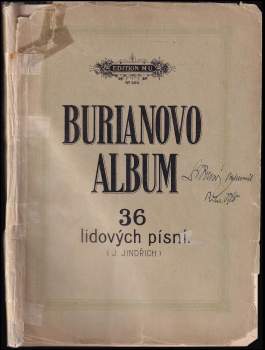 EDITION M.U.
BURIANOVO
ALBUM
36
lidových písní.
( J. JINDŘICH )